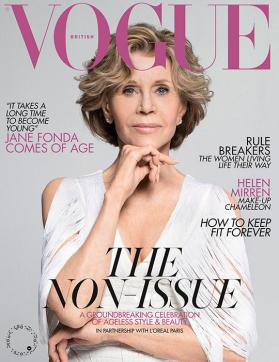 VOGUE
BRITISH
"IT TAKES A
LONG TIME
TO BECOME
YOUNG"
JANE FONDA
COMES OF AGE
RULE
BREAKERS
THE WOMEN LIVING
LIFE THEIR WAY
HELEN
MIRREN
MAKE-UP
CHAMELEON
HOW TO KEEP
FIT FOREVER
THE
NON-ISSUE
A GROUNDBREAKING CELEBRATION
OF AGELESS STYLE & BEAUTY
IN PARTNERSHIP WITH L'OREAL PARIS